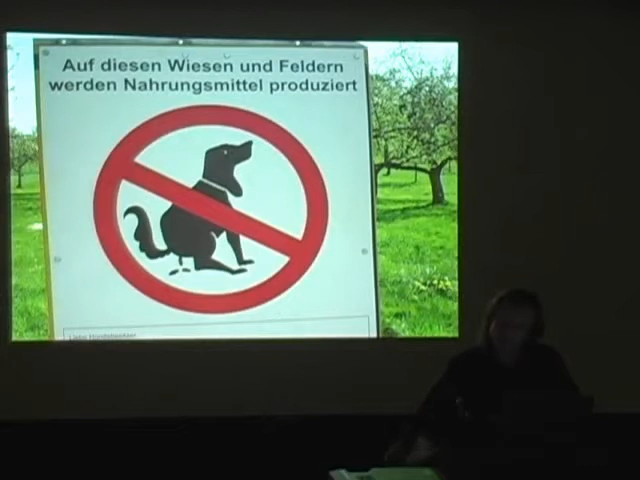 Auf diesen Wiesen und Feldern
werden Nahrungsmittel produziert